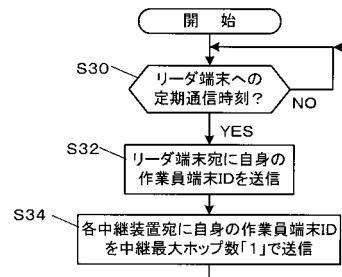 開 始
S30
リーダ端末への
定期通信時刻？
NO
YES
S32
リーダ端末宛に自身の
作業員端末IDを送信
S34
各中継装置宛に自身の作業員端末ID
を中継最大ホップ数「1」で送信